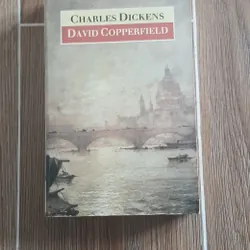 CHARLES DICKENS
DAVID COPPERFIELD